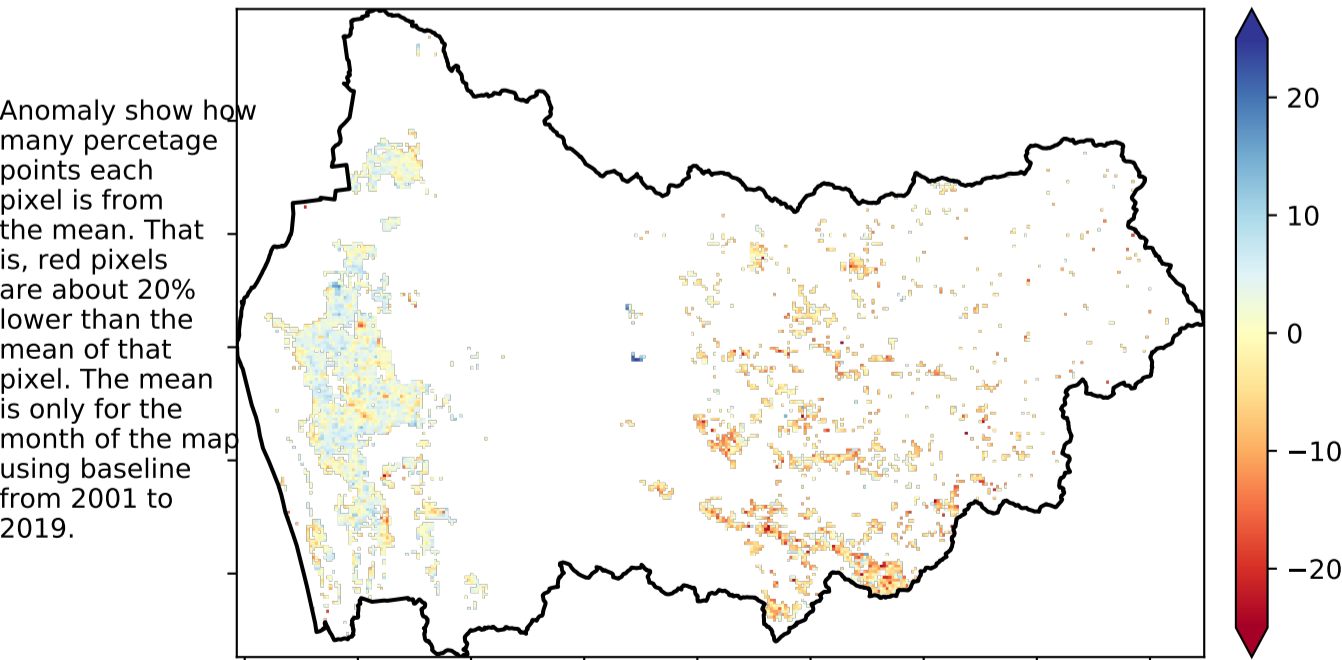 Anomaly show how
many percetage
points each
pixel is from
the mean. That
is, red pixels
are about 20%
lower than the
mean of that
pixel. The mean
is only for the
month of the map
using baseline
from 2001 to
2019.
20
10
0
−10
−20